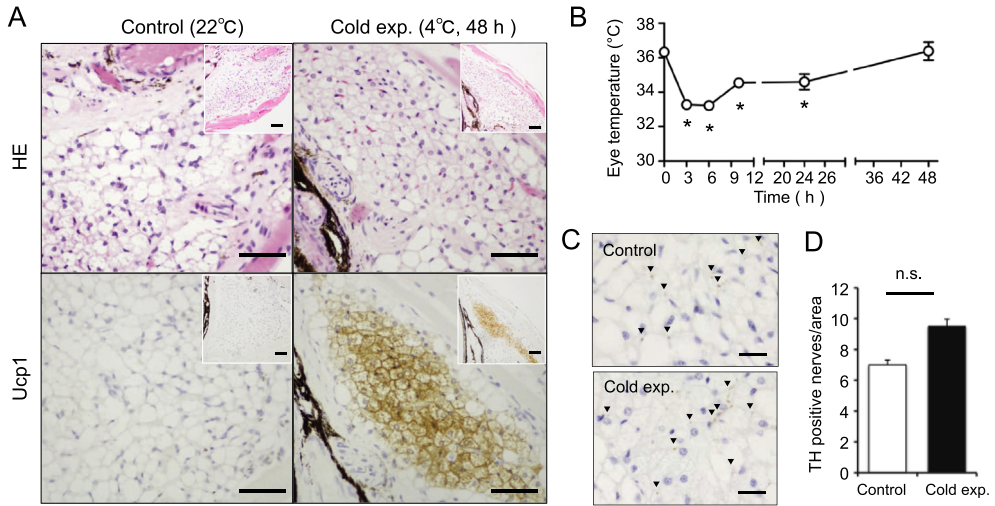 A
Control (22℃)
Cold exp. (4℃, 48 h )
HE
Ucp1
B
Eye temperature (°C)
38
36
34
32
30
* * * *
0 3 6 9 12 20 24 26 36 42 48
Time ( h )
C
Control
Cold exp.
D
n.s.
TH positive nerves/area
12
10
8
6
4
2
0
Control Cold exp.